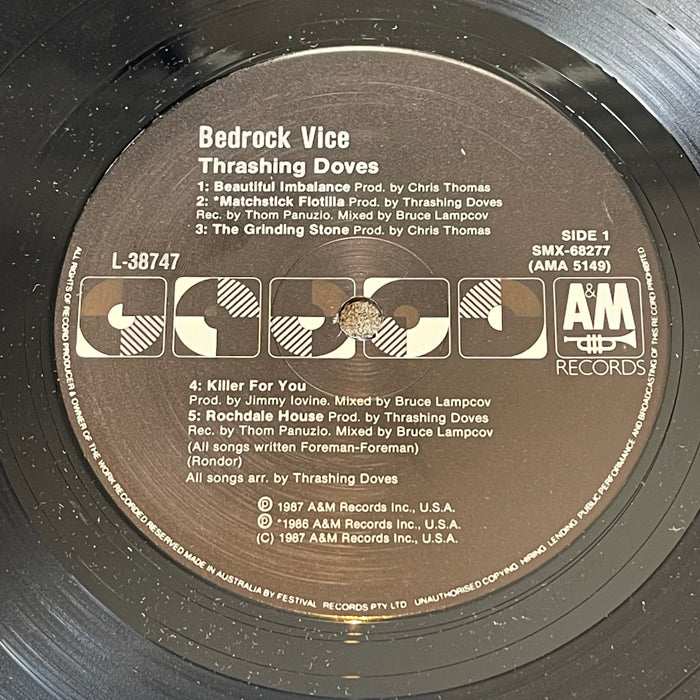 Bedrock Vice
Thrashing Doves
1: Beautiful Imbalance Prod. by Chris Thomas
2: *Matchstick Flotilla Prod. by Thrashing Doves
Rec. by Thom Panuzio. Mixed by Bruce Lampcov
3: The Grinding Stone Prod. by Chris Thomas
SIDE 1
L-38747
SMX-68277
(AMA 5149)
A&M
RECORDS
4: Killer For You
Prod. by Jimmy Iovine. Mixed by Bruce Lampcov
5: Rochdale House Prod. by Thrashing Doves
Rec. by Thom Panuzio. Mixed by Bruce Lampcov
(All songs written Foreman-Foreman)
(Rondor)
All songs arr. by Thrashing Doves
Ⓟ 1987 A&M Records Inc., U.S.A.
Ⓟ *1986 A&M Records Inc., U.S.A.
(C) 1987 A&M Records Inc., U.S.A.
ALL RIGHTS OF RECORD PRODUCER & OWNER OF THE WORK RECORDED RESERVED MADE IN AUSTRALIA BY FESTIVAL RECORDS PTY LTD UNAUTHORISED COPYING HIRING LENDING PUBLIC PERFORMANCE AND BROADCASTING OF THIS RECORD PROHIBITED